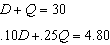 D + Q = 30
.10D + .25Q = 4.80